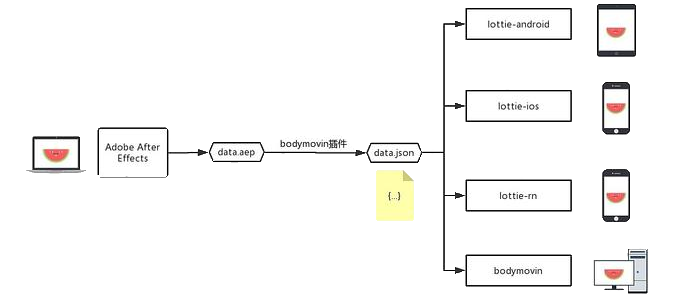 lottie-android
lottie-ios
Adobe After
Effects
data.aep
bodymovin插件
data.json
{...}
lottie-rn
bodymovin